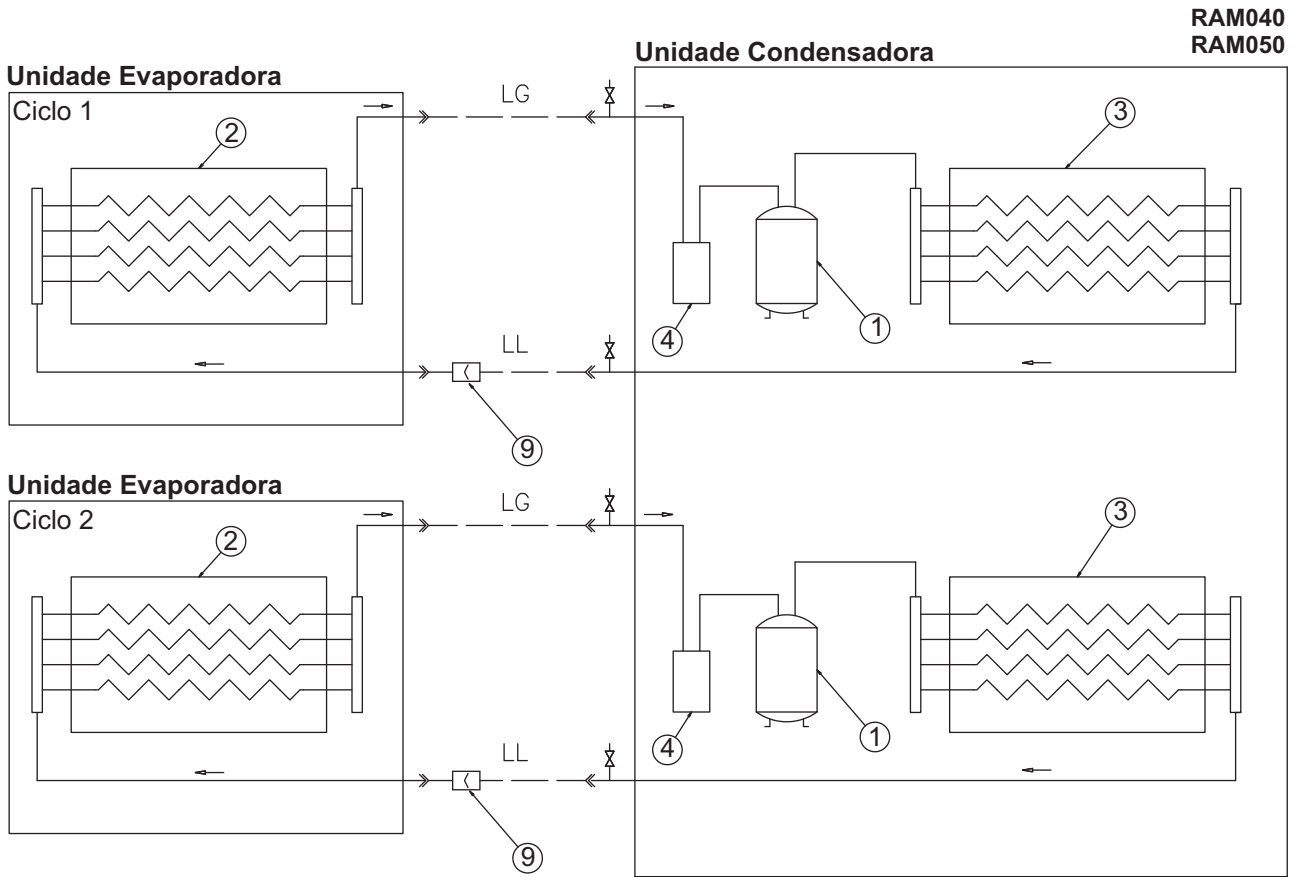 RAM040
RAM050
Unidade Condensadora
Unidade Evaporadora
Ciclo 1
LG
2
3
4
1
LL
9
Unidade Evaporadora
Ciclo 2
LG
2
3
4
1
LL
9